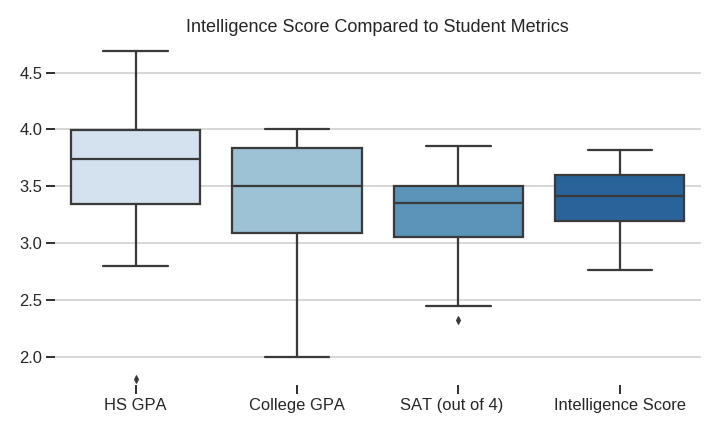 Intelligence Score Compared to Student Metrics
4.5
4.0
3.5
3.0
2.5
2.0
HS GPA
College GPA
SAT (out of 4)
Intelligence Score